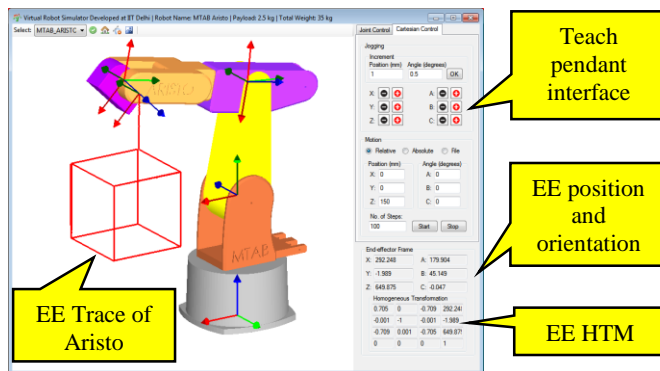 Virtual Robot Simulator Developed at IIT Delhi | Robot Name: MTAB Aristo | Payload: 2.5 kg | Total Weight: 35 kg
Select: MTAB_ARISTO
Joint Control Cartesian Control
Jogging
Increment
Position (mm) Angle (degrees)
1 0.5 OK
X: A:
Y: B:
Z: C:
Motion
Relative Absolute File
Position (mm) Angle (degrees)
X: 0 A: 0
Y: 0 B: 0
Z: 150 C: 0
No. of Steps:
100 Start Stop
End-effector Frame
X: 292.248 A: 179.904
Y: -1.989 B: 45.149
Z: 649.875 C: -0.047
Homogeneous Transformation
0.705 0 -0.709 292.248
-0.001 -1 -0.001 -1.989
-0.709 0.001 -0.705 649.875
0 0 0 1
ARISTO
MTAB
Teach
pendant
interface
EE position
and
orientation
EE HTM
EE Trace of
Aristo